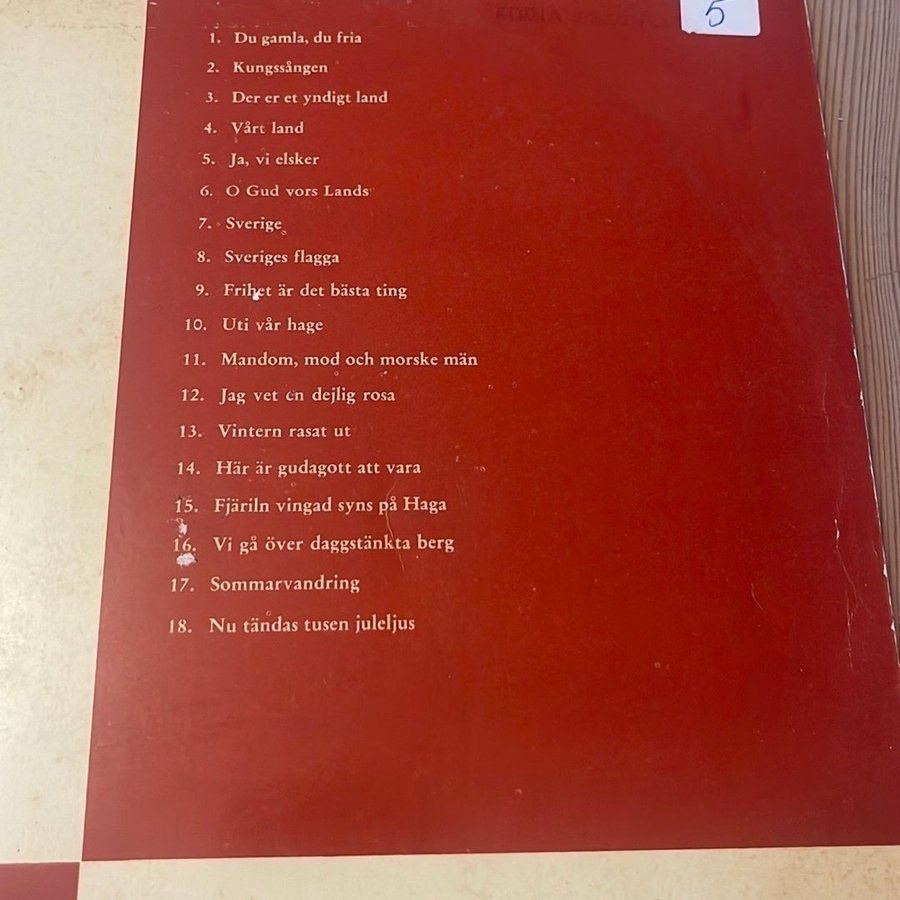 5
1. Du gamla, du fria
2. Kungssången
3. Der er et yndigt land
4. Vårt land
5. Ja, vi elsker
6. O Gud vors Lands
7. Sverige
8. Sveriges flagga
9. Frihet är det bästa ting
10. Uti vår hage
11. Mandom, mod och morske män
12. Jag vet en dejlig rosa
13. Vintern rasat ut
14. Här är gudagott att vara
15. Fjäriln vingad syns på Haga
16. Vi gå över daggstänkta berg
17. Sommarvandring
18. Nu tändas tusen juleljus